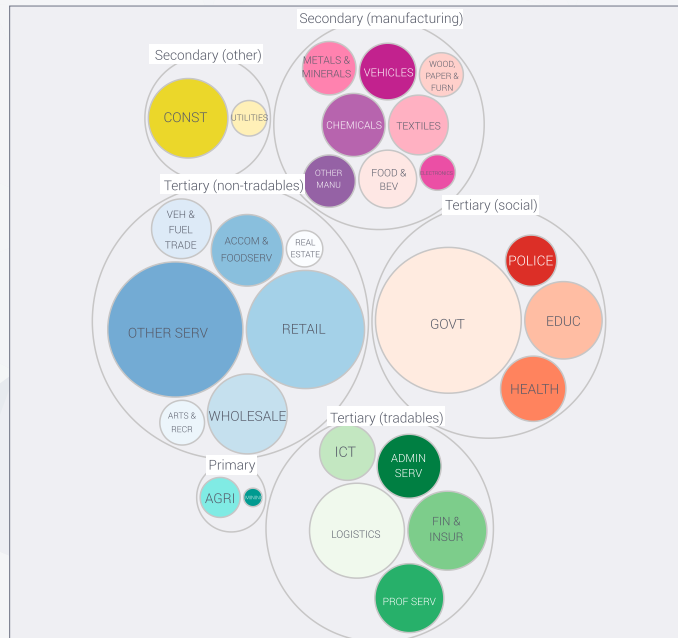 Secondary (manufacturing)
Secondary (other)
METALS &
MINERALS
VEHICLES
WOOD,
PAPER &
FURN
CONST
UTILITIES
CHEMICALS
TEXTILES
OTHER
MANU
FOOD &
BEV
Tertiary (non-tradables)
Tertiary (social)
VEH &
FUEL
TRADE
ACCOM &
FOODSERV
REAL
ESTATE
POLICE
OTHER SERV
RETAIL
GOVT
EDUC
HEALTH
ARTS &
RECR
WHOLESALE
Tertiary (tradables)
Primary
ICT
ADMIN
SERV
AGRI
MINING
LOGISTICS
FIN &
INSUR
PROF SERV